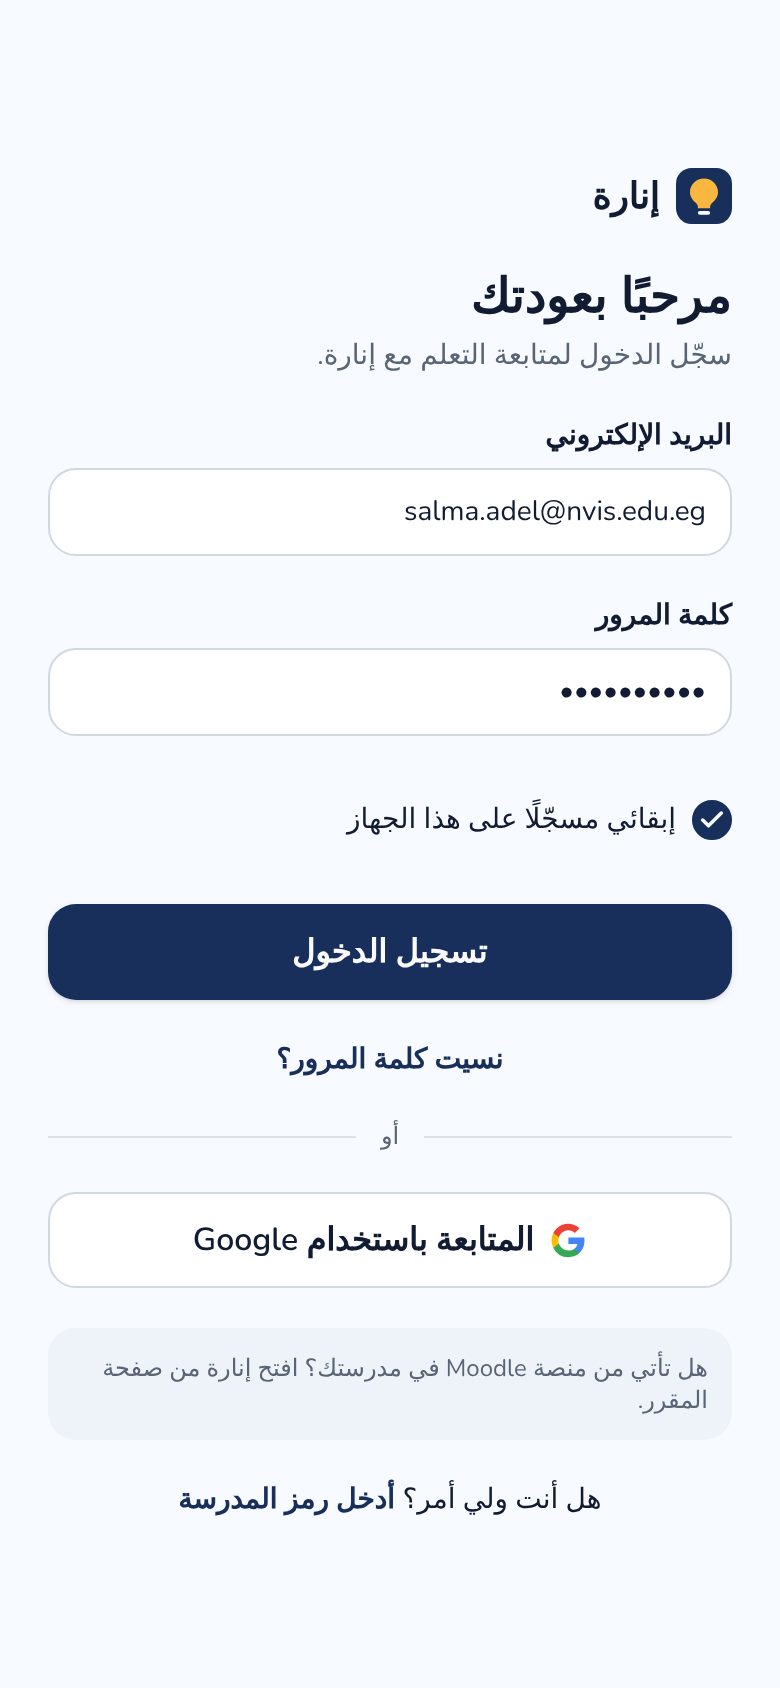 إنارة
مرحبًا بعودتك
سجّل الدخول لمتابعة التعلم مع إنارة.
البريد الإلكتروني
salma.adel@nvis.edu.eg
كلمة المرور
••••••••••
إبقائي مسجّلًا على هذا الجهاز
تسجيل الدخول
نسيت كلمة المرور؟
أو
المتابعة باستخدام Google
هل تأتي من منصة Moodle في مدرستك؟ افتح إنارة من صفحة
المقرر.
هل أنت ولي أمر؟ أدخل رمز المدرسة